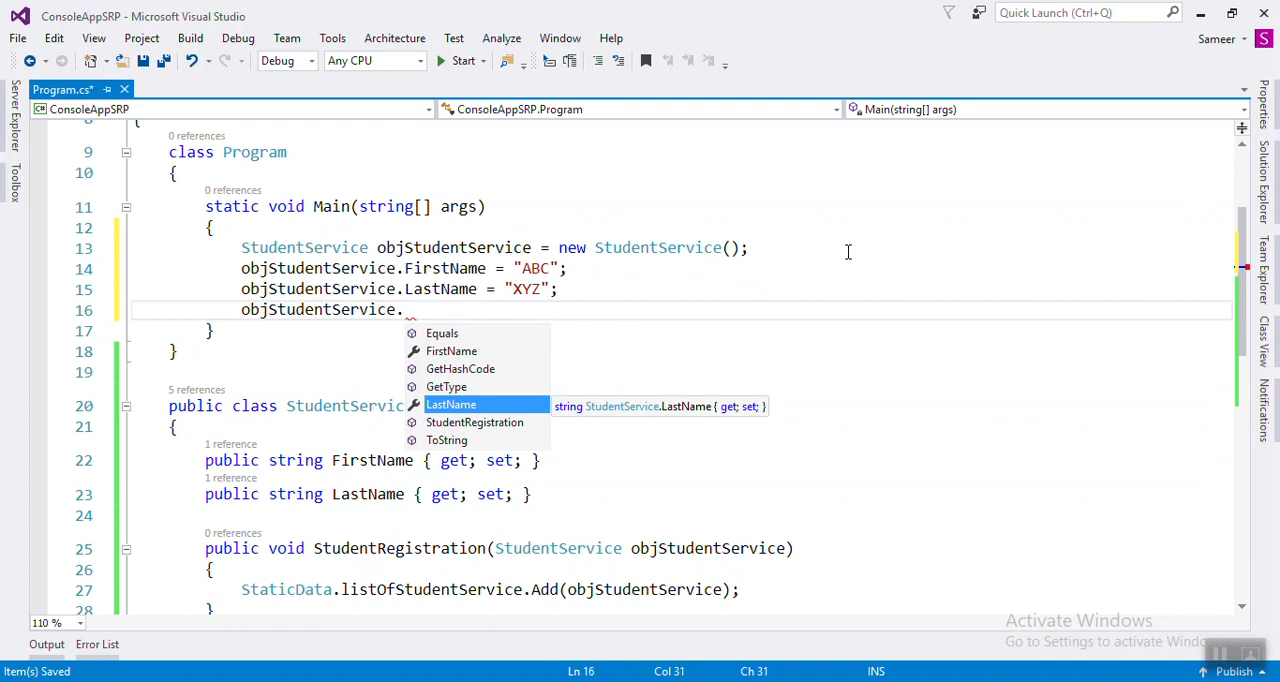 ConsoleAppSRP - Microsoft Visual Studio
Quick Launch (Ctrl+Q)
File Edit View Project Build Debug Team Tools Architecture Test Analyze Window Help
Sameer S
Debug Any CPU Start
Program.cs*
C# ConsoleAppSRP ConsoleAppSRP.Program Main(string[] args)
Server Explorer
Toolbox
Properties
Solution Explorer
Team Explorer
Class View
Notifications
8 {
0 references
9 class Program
10 {
0 references
11 static void Main(string[] args)
12 {
13 StudentService objStudentService = new StudentService();
14 objStudentService.FirstName = "ABC";
15 objStudentService.LastName = "XYZ";
16 objStudentService.
17 }
18 }
19
Equals
FirstName
GetHashCode
GetType
LastName string StudentService.LastName { get; set; }
StudentRegistration
ToString
5 references
20 public class StudentServic
21 {
1 reference
22 public string FirstName { get; set; }
1 reference
23 public string LastName { get; set; }
24
0 references
25 public void StudentRegistration(StudentService objStudentService)
26 {
27 StaticData.listOfStudentService.Add(objStudentService);
28 }
110 %
Activate Windows
Go to Settings to activate Windo
Output Error List
Item(s) Saved Ln 16 Col 31 Ch 31 INS Publish